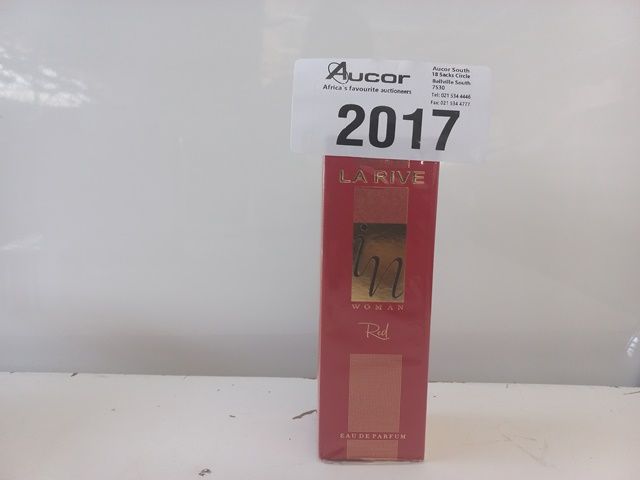 Aucor
Africa's favourite auctioneers
Aucor South
18 Sacks Circle
Bellville South
7530
Tel: 021 534 4446
Fax: 021 534 4777
2017
LA RIVE
in
WOMAN
Red
EAU DE PARFUM